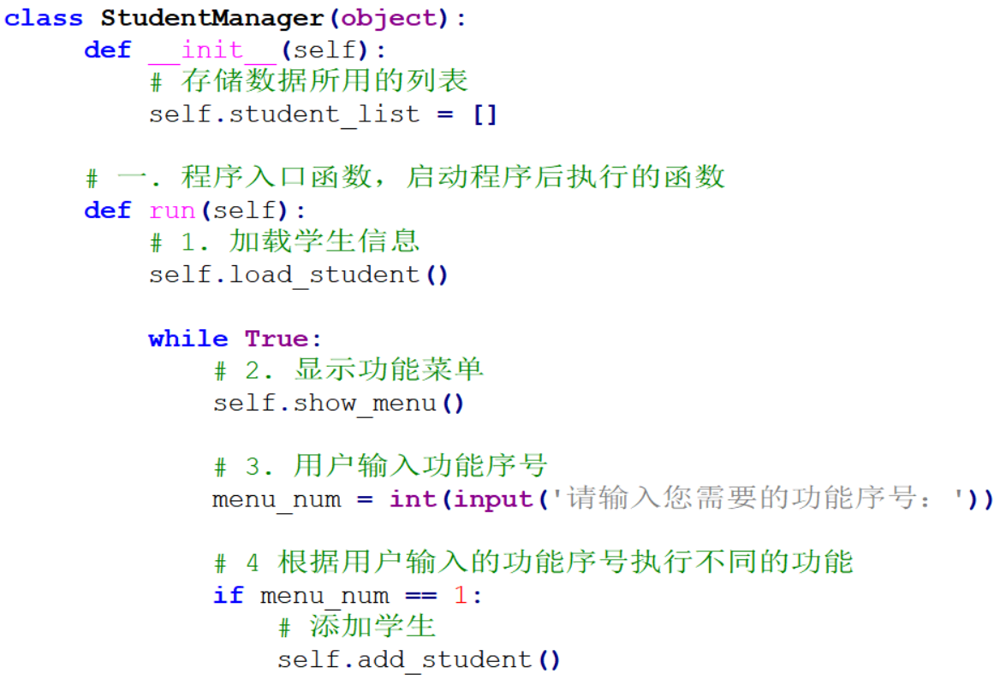 class StudentManager(object):
    def __init__(self):
        # 存储数据所用的列表
        self.student_list = []

    # 一. 程序入口函数，启动程序后执行的函数
    def run(self):
        # 1. 加载学生信息
        self.load_student()

        while True:
            # 2. 显示功能菜单
            self.show_menu()

            # 3. 用户输入功能序号
            menu_num = int(input('请输入您需要的功能序号：'))

            # 4 根据用户输入的功能序号执行不同的功能
            if menu_num == 1:
                # 添加学生
                self.add_student()